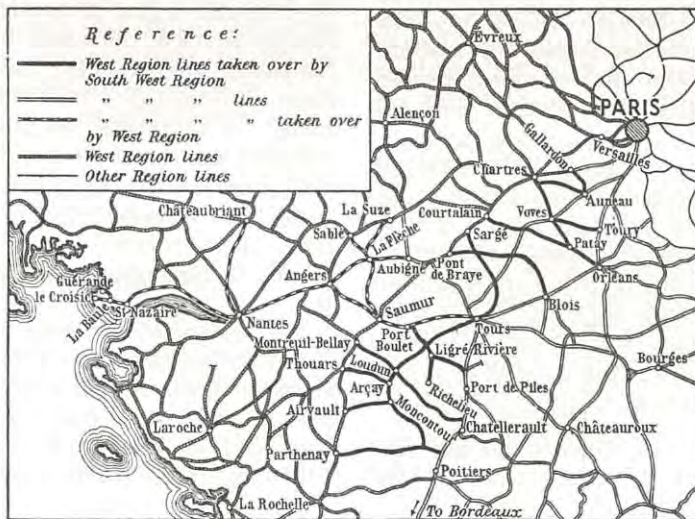 Reference:
West Region lines taken over by
South West Region
" " " lines
" " " " taken over
by West Region
West Region lines
Other Region lines
Évreux
PARIS
Alençon
Gallardon
Versailles
Chartres
Auneau
Châteaubriant
La Suze
Courtalain
Voves
Toury
Sablé
La Flèche
Sargé
Patay
Angers
Aubigné
Pont
de Braye
Orléans
Guérande
le Croisic
La Baule
St Nazaire
Saumur
Blois
Nantes
Port
Boulet
Tours
Montreuil-Bellay
Ligré Rivière
Bourges
Thouars
Loudun
Arçay
Richelieu
Port de Piles
Airvault
Moncontour
Laroche
Chatellerault
Châteauroux
Parthenay
Poitiers
La Rochelle
To Bordeaux